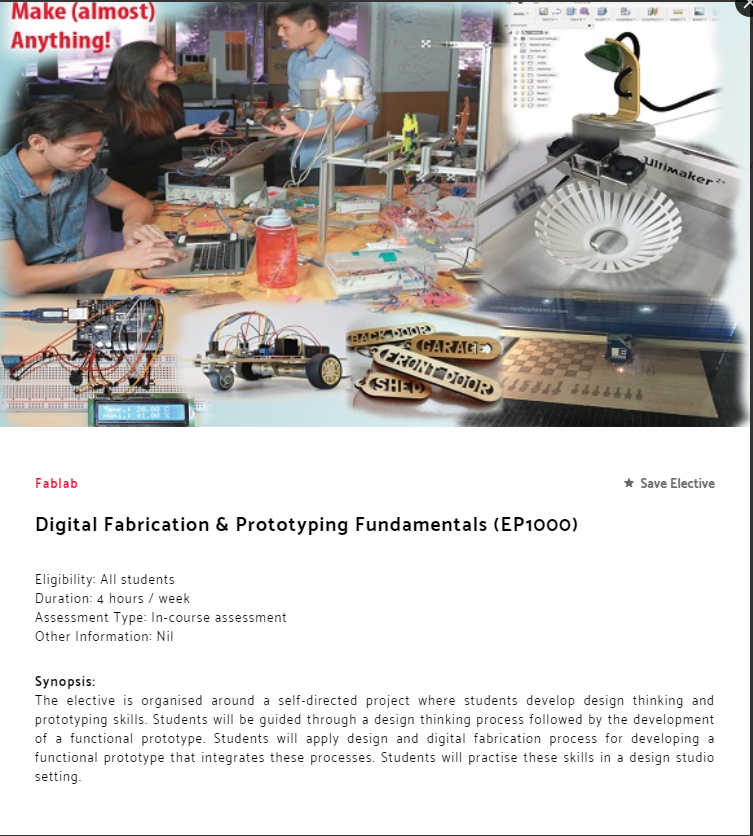 Make (almost)
Anything!
Ultimaker 2+
BACK DOOR
GARAGE
FRONT DOOR
SHED
Fablab
★ Save Elective
Digital Fabrication & Prototyping Fundamentals (EP1000)
Eligibility: All students
Duration: 4 hours / week
Assessment Type: In-course assessment
Other Information: Nil
Synopsis:
The elective is organised around a self-directed project where students develop design thinking and
prototyping skills. Students will be guided through a design thinking process followed by the development
of a functional prototype. Students will apply design and digital fabrication process for developing a
functional prototype that integrates these processes. Students will practise these skills in a design studio
setting.